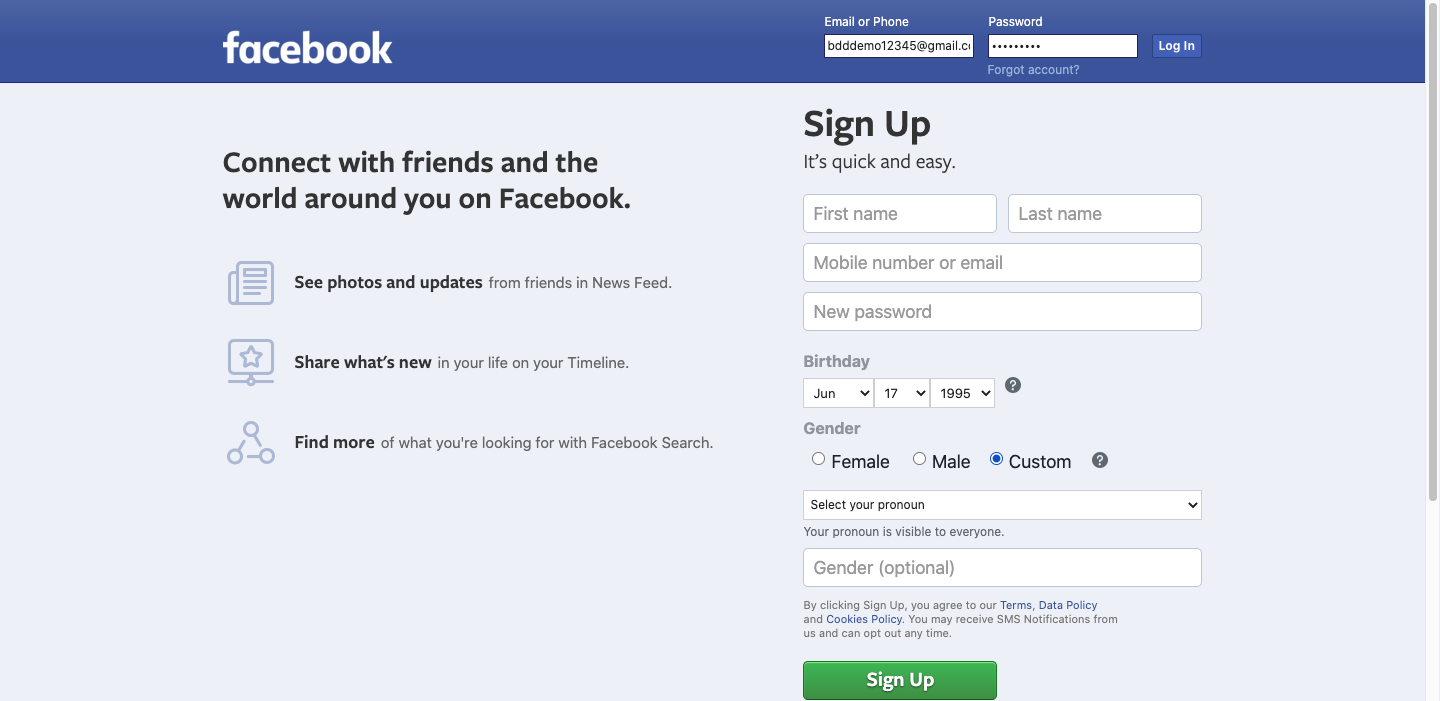 facebook
Email or Phone
Password
bdddemo12345@gmail.c
•••••••••
Log In
Forgot account?
Connect with friends and the
world around you on Facebook.
See photos and updates from friends in News Feed.
Share what's new in your life on your Timeline.
Find more of what you're looking for with Facebook Search.
Sign Up
It's quick and easy.
First name
Last name
Mobile number or email
New password
Birthday
Jun 17 1995 ?
Gender
Female Male Custom ?
Select your pronoun
Your pronoun is visible to everyone.
Gender (optional)
By clicking Sign Up, you agree to our Terms, Data Policy
and Cookies Policy. You may receive SMS Notifications from
us and can opt out any time.
Sign Up